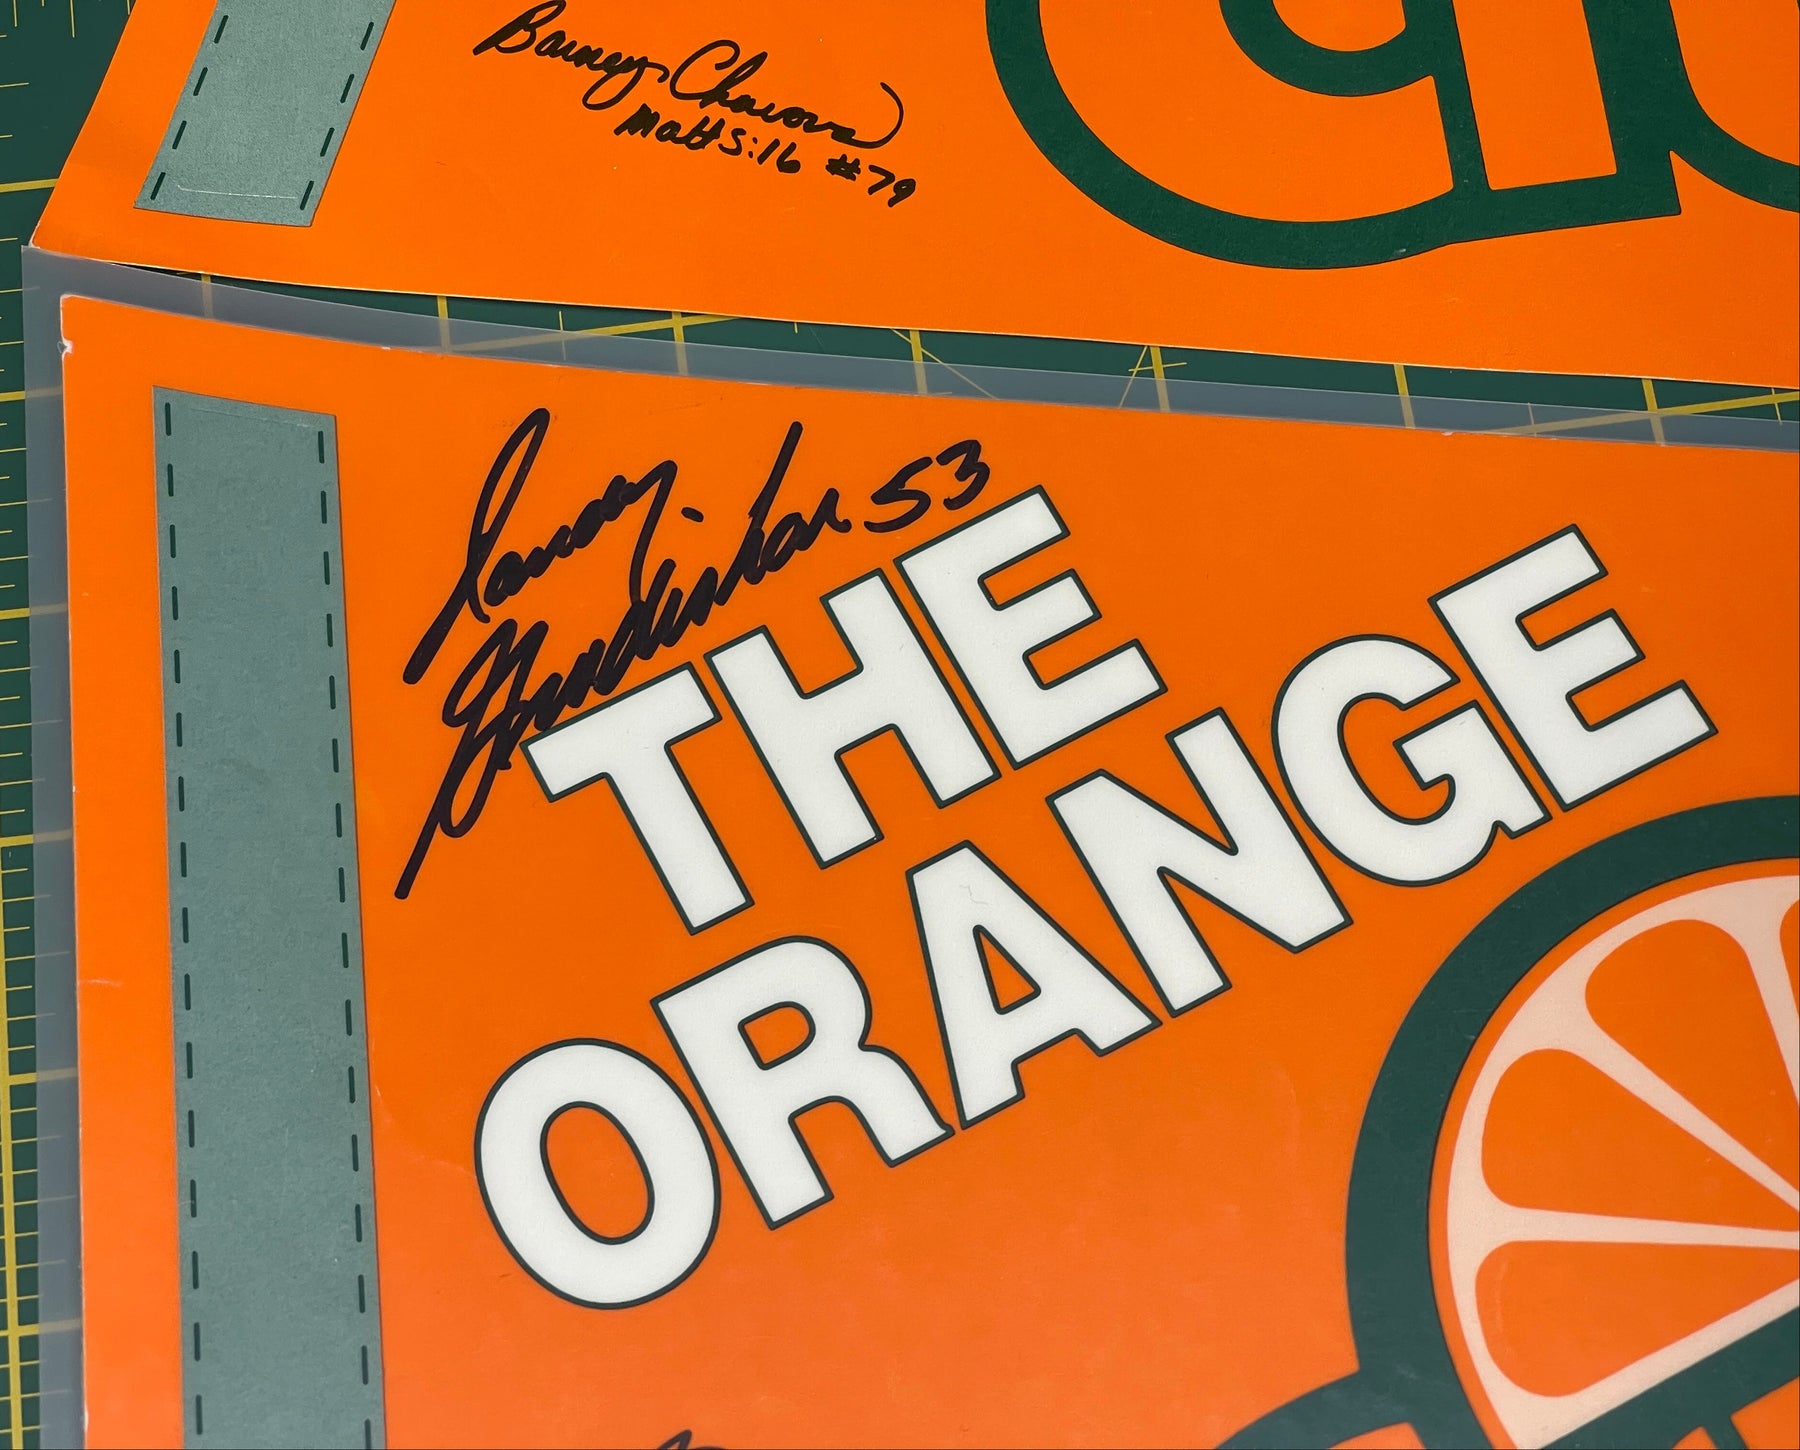 Barney Chavous
Matt 5:16 #79
Randy
Gradishar 53
THE
ORANGE